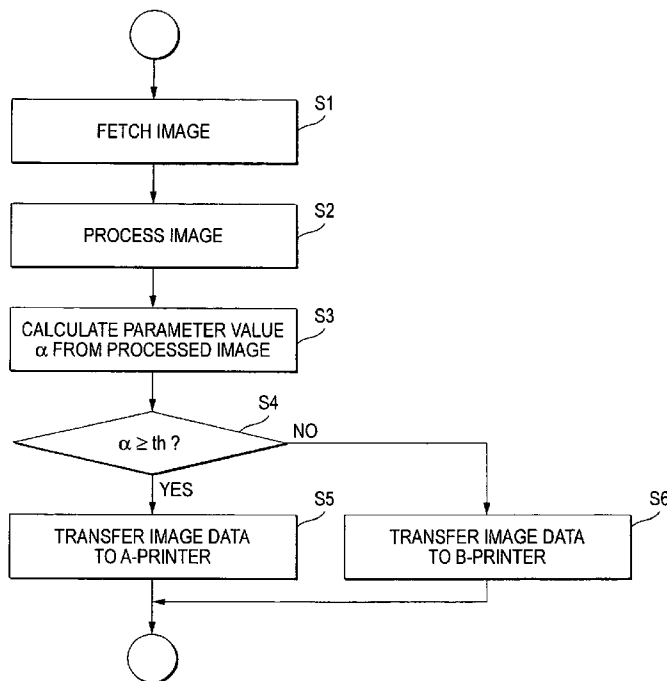 S1
FETCH IMAGE
S2
PROCESS IMAGE
S3
CALCULATE PARAMETER VALUE
α FROM PROCESSED IMAGE
S4
α ≥ th ?
NO
YES
S5
TRANSFER IMAGE DATA
TO A-PRINTER
S6
TRANSFER IMAGE DATA
TO B-PRINTER